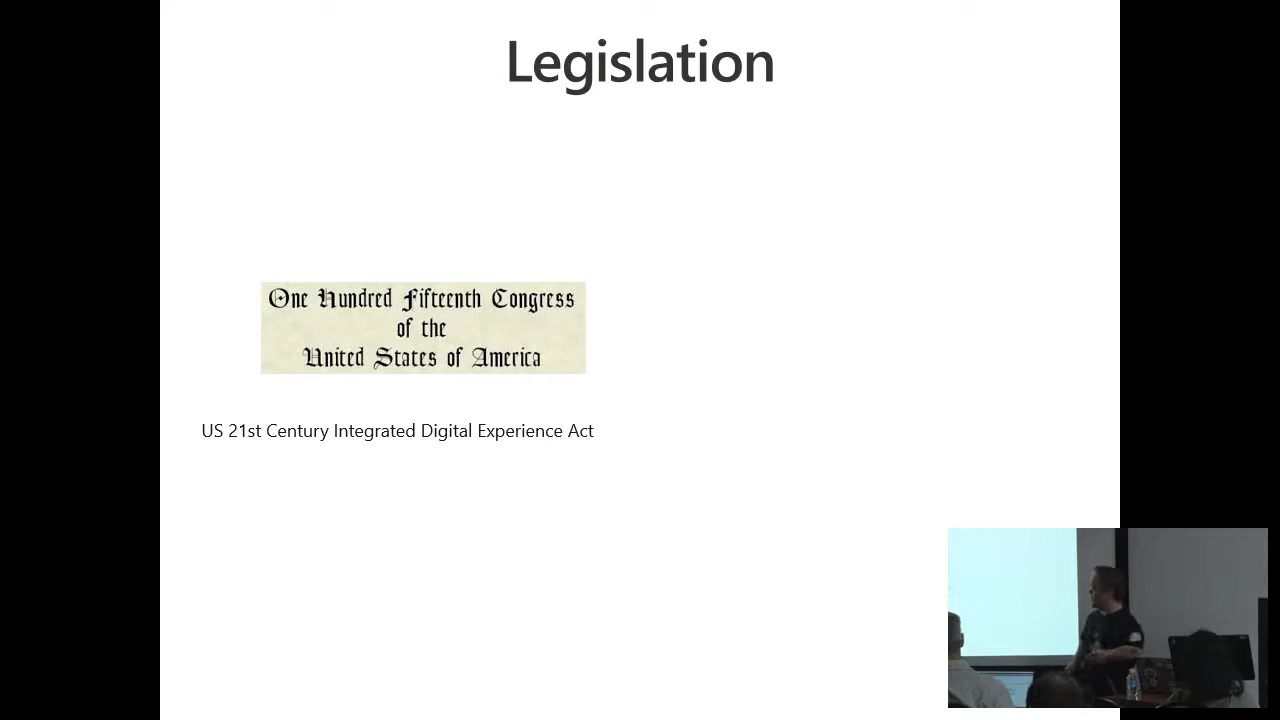 Legislation
One Hundred Fifteenth Congress
of the
United States of America
US 21st Century Integrated Digital Experience Act